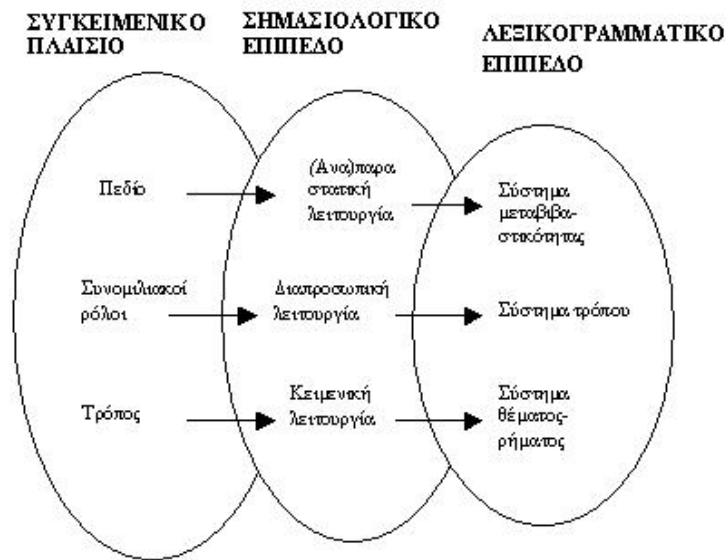 ΣΥΓΚΕΙΜΕΝΙΚΟ
ΠΛΑΙΣΙΟ
ΣΗΜΑΣΙΟΛΟΓΙΚΟ
ΕΠΙΠΕΔΟ
ΛΕΞΙΚΟΓΡΑΜΜΑΤΙΚΟ
ΕΠΙΠΕΔΟ
Πεδίο
(Ανα)παρα
στατική
λειτουργία
Σύστημα
μεταβιβα-
στικότητας
Συνομιλιακοί
ρόλοι
Διαπροσωπική
λειτουργία
Σύστημα τρόπου
Τρόπος
Κειμενική
λειτουργία
Σύστημα
θέματος-
ρήματος